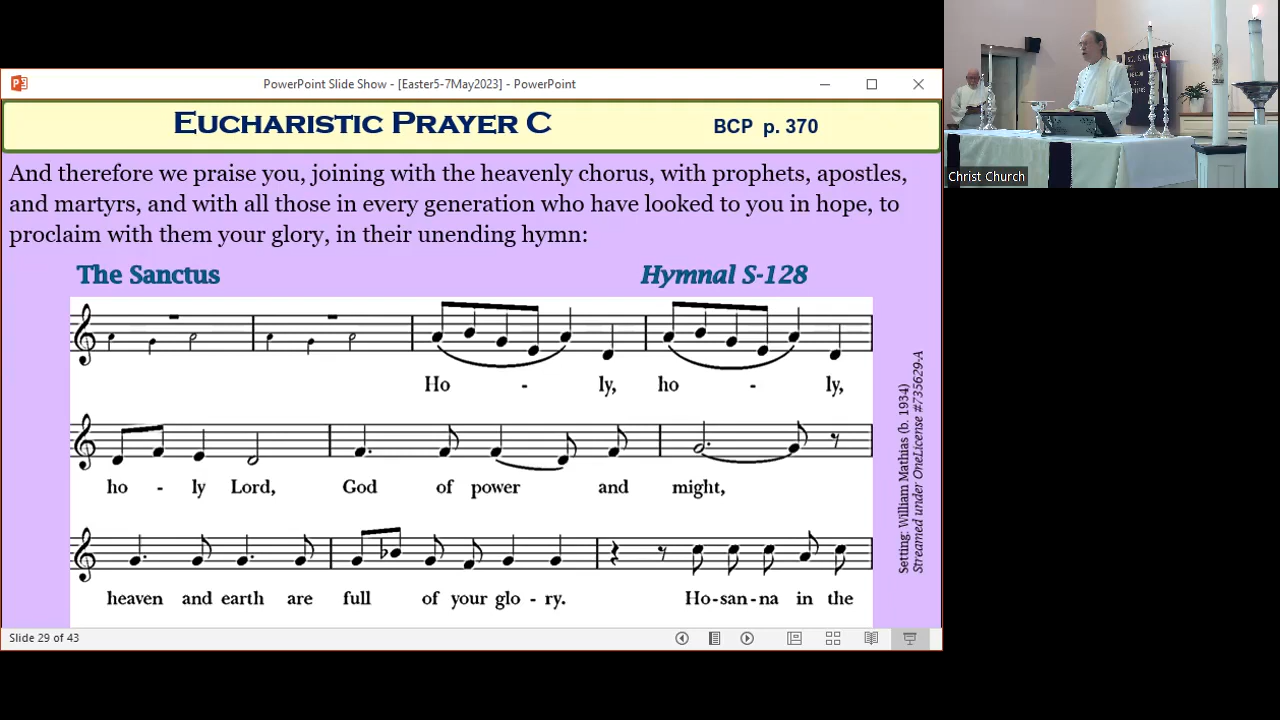 PowerPoint Slide Show - [Easter5-7May2023] - PowerPoint
Eucharistic Prayer C BCP p. 370
And therefore we praise you, joining with the heavenly chorus, with prophets, apostles,
and martyrs, and with all those in every generation who have looked to you in hope, to
proclaim with them your glory, in their unending hymn:
The Sanctus Hymnal S-128
Ho - ly, ho - ly,
ho - ly Lord, God of power and might,
heaven and earth are full of your glo - ry. Ho - san - na in the
Setting: William Mathias (b. 1934)
Streamed under OneLicense #735629-A
Slide 29 of 43
Christ Church